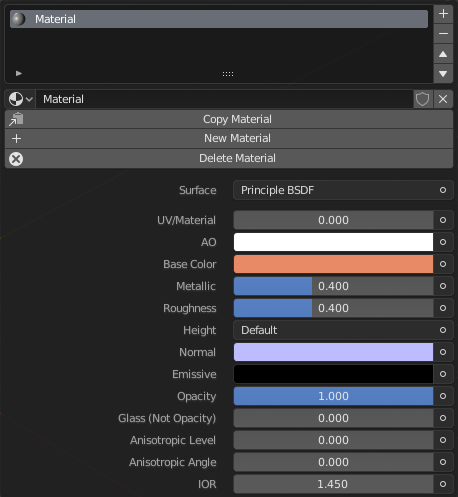 Material
Material
Copy Material
New Material
Delete Material
Surface Principle BSDF
UV/Material 0.000
AO
Base Color
Metallic 0.400
Roughness 0.400
Height Default
Normal
Emissive
Opacity 1.000
Glass (Not Opacity) 0.000
Anisotropic Level 0.000
Anisotropic Angle 0.000
IOR 1.450